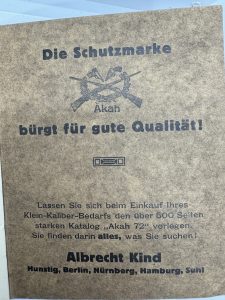 Die Schutzmarke
Akah
bürgt für gute Qualität!
Lassen Sie sich beim Einkauf Ihres
Klein-Kaliber-Bedarfs den über 500 Seiten
starken Katalog „Akah 72“ vorlegen.
Sie finden darin alles, was Sie suchen!
Albrecht Kind
Hunstig, Berlin, Nürnberg, Hamburg, Suhl